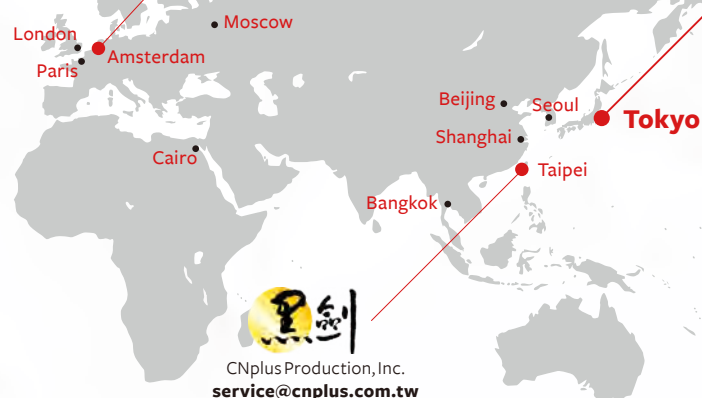 Moscow
London
Amsterdam
Paris
Beijing
Seoul
Tokyo
Shanghai
Cairo
Taipei
Bangkok
黑劍
CNplus Production, Inc.
service@cnplus.com.tw